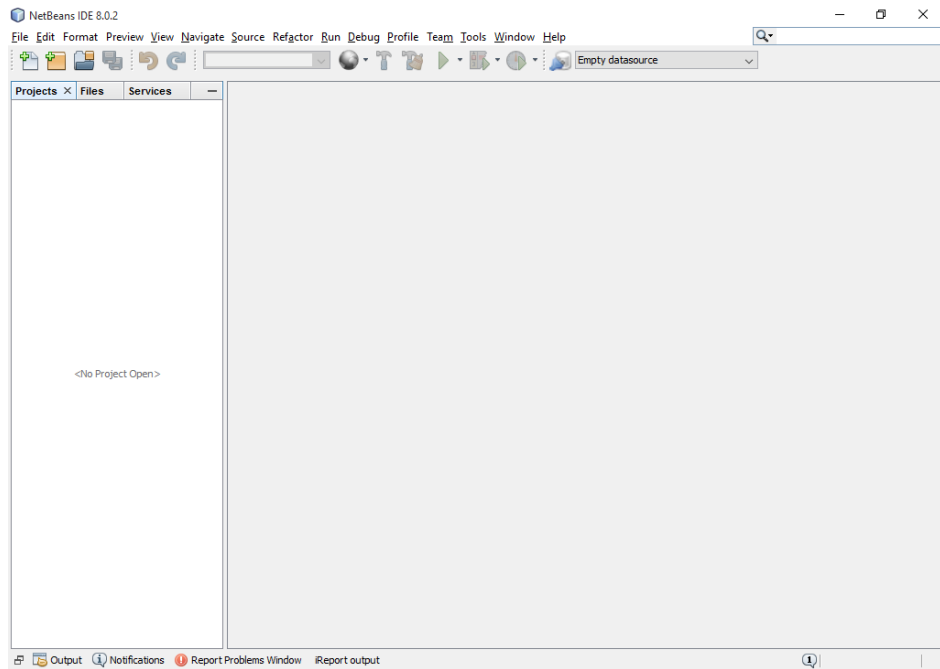 NetBeans IDE 8.0.2
File Edit Format Preview View Navigate Source Refactor Run Debug Profile Team Tools Window Help
Empty datasource
Projects Files Services
<No Project Open>
Output Notifications Report Problems Window iReport output 1